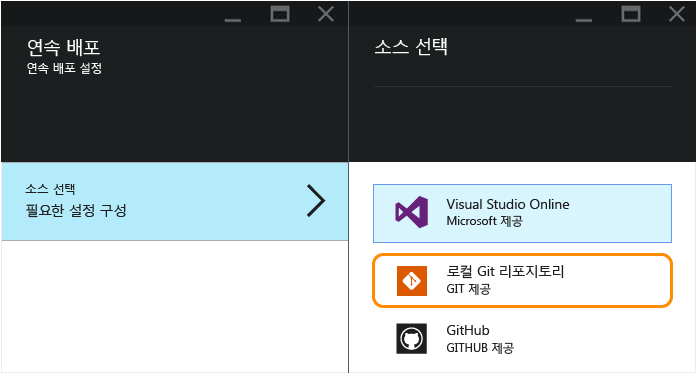 연속 배포
연속 배포 설정
소스 선택
필요한 설정 구성
소스 선택
Visual Studio Online
Microsoft 제공
로컬 Git 리포지토리
GIT 제공
GitHub
GITHUB 제공